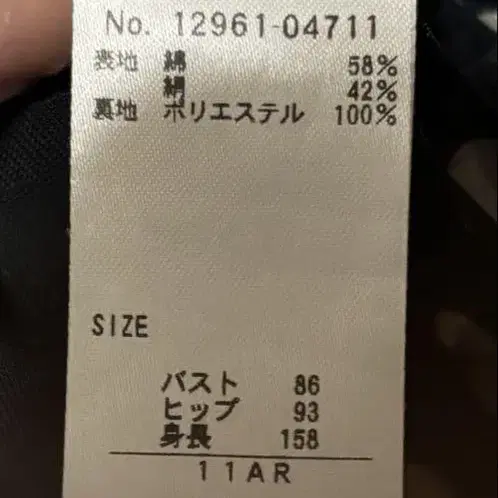 No. 12961-04711
表地 綿 58%
絹 42%
裏地 ポリエステル 100%
SIZE
バスト 86
ヒップ 93
身長 158
11AR